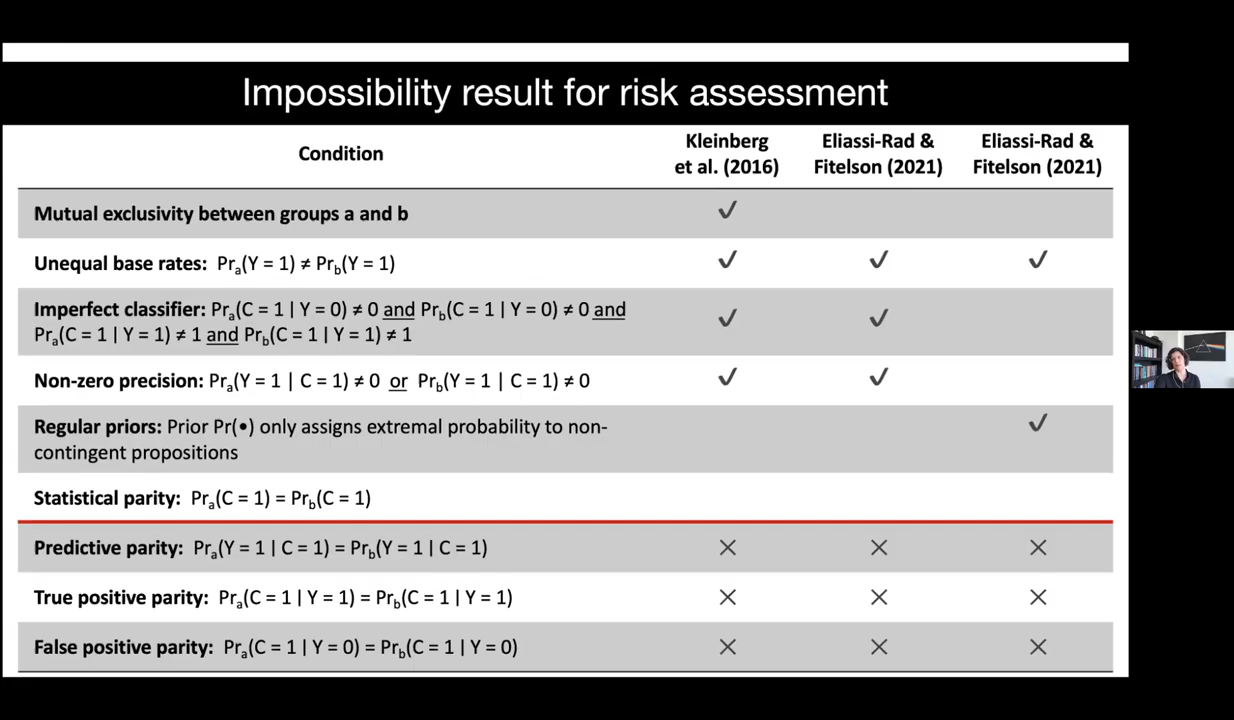 Impossibility result for risk assessment
Condition
Kleinberg
et al. (2016)
Eliassi-Rad &
Fitelson (2021)
Eliassi-Rad &
Fitelson (2021)
Mutual exclusivity between groups a and b ✓
Unequal base rates: Prₐ(Y = 1) ≠ Pr_b(Y = 1) ✓ ✓ ✓
Imperfect classifier: Prₐ(C = 1 | Y = 0) ≠ 0 and Pr_b(C = 1 | Y = 0) ≠ 0 and
Prₐ(C = 1 | Y = 1) ≠ 1 and Pr_b(C = 1 | Y = 1) ≠ 1 ✓ ✓
Non-zero precision: Prₐ(Y = 1 | C = 1) ≠ 0 or Pr_b(Y = 1 | C = 1) ≠ 0 ✓ ✓
Regular priors: Prior Pr(•) only assigns extremal probability to non-
contingent propositions ✓
Statistical parity: Prₐ(C = 1) = Pr_b(C = 1)
Predictive parity: Prₐ(Y = 1 | C = 1) = Pr_b(Y = 1 | C = 1) × × ×
True positive parity: Prₐ(C = 1 | Y = 1) = Pr_b(C = 1 | Y = 1) × × ×
False positive parity: Prₐ(C = 1 | Y = 0) = Pr_b(C = 1 | Y = 0) × × ×